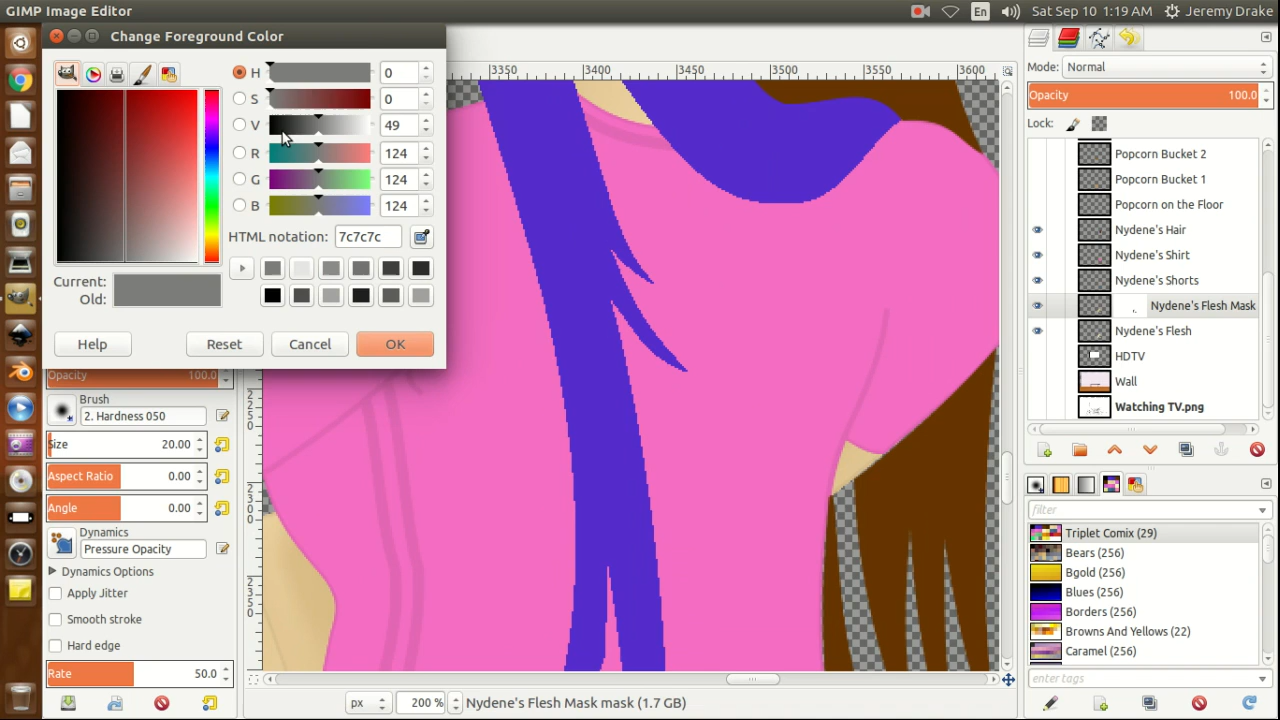 GIMP Image Editor
En
Sat Sep 10 1:19 AM
Jeremy Drake
Change Foreground Color
H 0
S 0
V 49
R 124
G 124
B 124
HTML notation: 7c7c7c
Current:
Old:
Help
Reset
Cancel
OK
Opacity 100.0
Brush
2. Hardness 050
Size 20.00
Aspect Ratio 0.00
Angle 0.00
Dynamics
Pressure Opacity
Dynamics Options
Apply Jitter
Smooth stroke
Hard edge
Rate 50.0
3350
3400
3450
3500
3550
3600
2250
2300
2350
px
200 %
Nydene's Flesh Mask mask (1.7 GB)
Mode: Normal
Opacity 100.0
Lock:
Popcorn Bucket 2
Popcorn Bucket 1
Popcorn on the Floor
Nydene's Hair
Nydene's Shirt
Nydene's Shorts
Nydene's Flesh Mask
Nydene's Flesh
HDTV
Wall
Watching TV.png
filter
Triplet Comix (29)
Bears (256)
Bgold (256)
Blues (256)
Borders (256)
Browns And Yellows (22)
Caramel (256)
enter tags